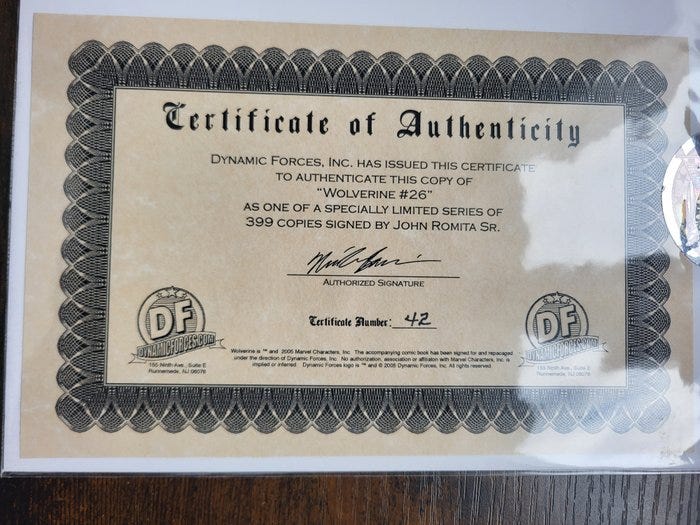 Certificate of Authenticity
DYNAMIC FORCES, INC. HAS ISSUED THIS CERTIFICATE
TO AUTHENTICATE THIS COPY OF
"WOLVERINE #26"
AS ONE OF A SPECIALLY LIMITED SERIES OF
399 COPIES SIGNED BY JOHN ROMITA SR.
AUTHORIZED SIGNATURE
Certificate Number: 42
DF
DYNAMICFORCES.COM
155 Ninth Ave., Suite E
Runnemede, NJ 08078
Wolverine is ™ and 2005 Marvel Characters, Inc. The accompanying comic book has been signed for and repackaged
under the direction of Dynamic Forces, Inc. No authorization, association or affiliation with Marvel Characters, Inc. is
implied or inferred. Dynamic Forces logo is ™ and © 2005 Dynamic Forces, Inc. All rights reserved.
DF
DYNAMICFORCES.COM
155 Ninth Ave., Suite E
Runnemede, NJ 08078